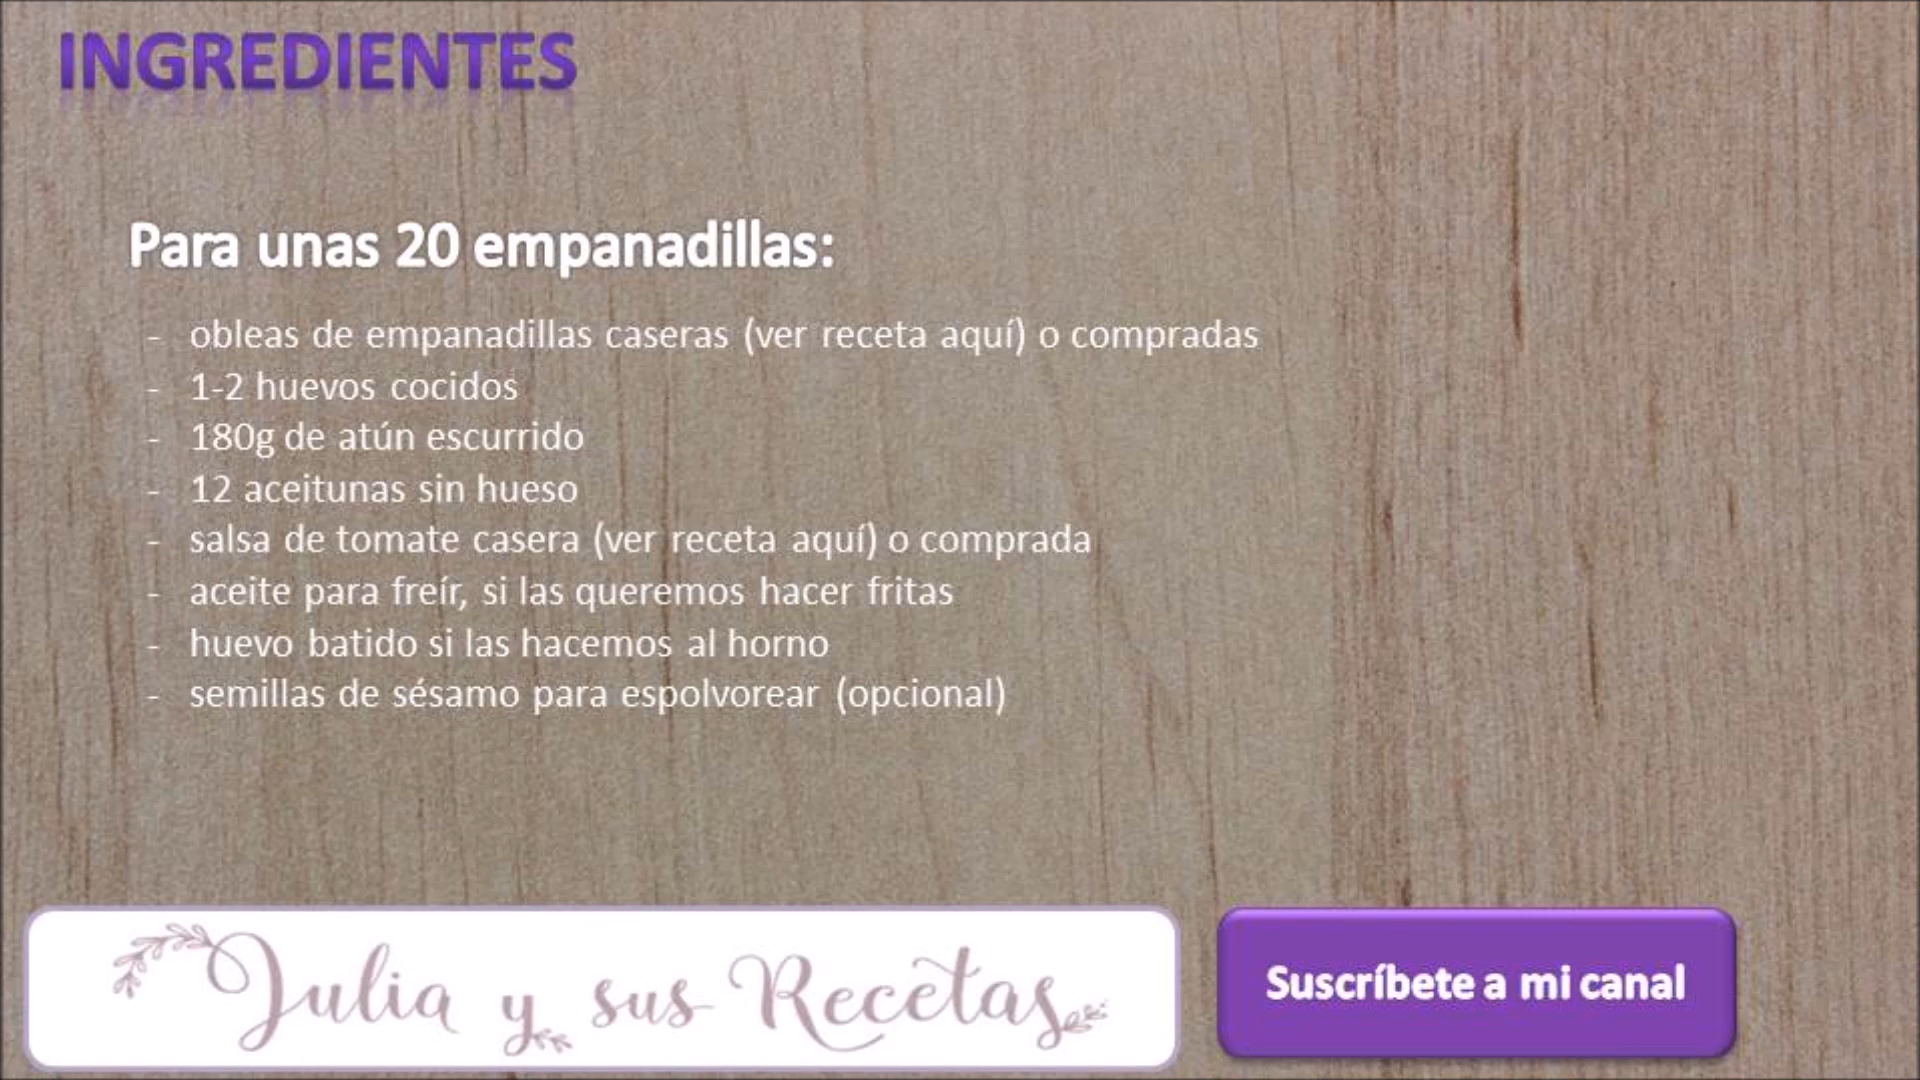 INGREDIENTES
Para unas 20 empanadillas:
- obleas de empanadillas caseras (ver receta aquí) o compradas
- 1-2 huevos cocidos
- 180g de atún escurrido
- 12 aceitunas sin hueso
- salsa de tomate casera (ver receta aquí) o comprada
- aceite para freír, si las queremos hacer fritas
- huevo batido si las hacemos al horno
- semillas de sésamo para espolvorear (opcional)
Julia y sus Recetas
Suscríbete a mi canal